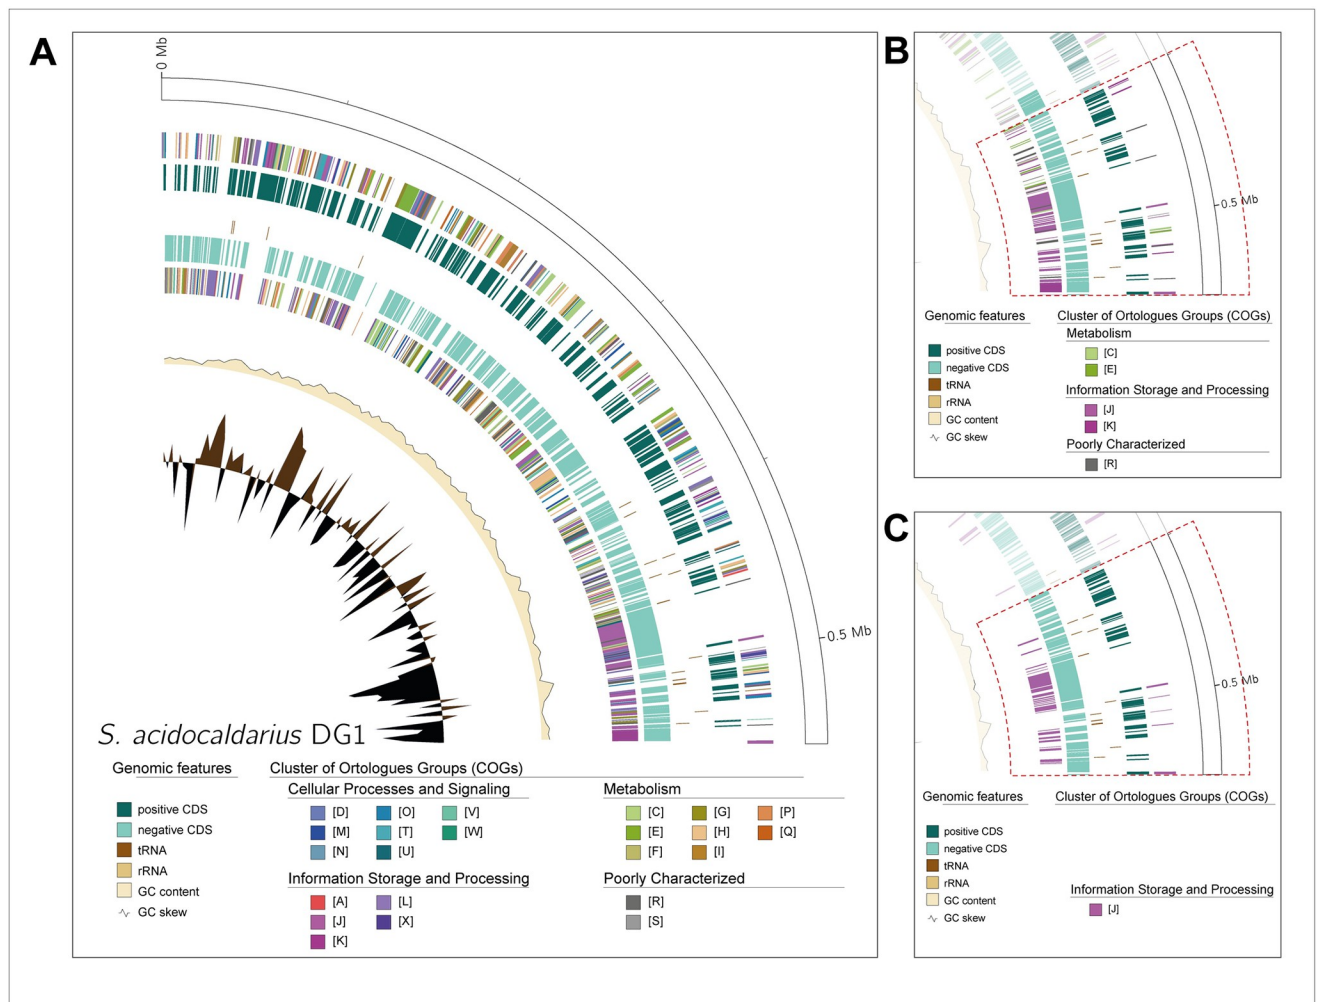 A
0 Mb
0.5 Mb
S. acidocaldarius DG1
Genomic features
positive CDS
negative CDS
tRNA
rRNA
GC content
GC skew
Cluster of Ortologues Groups (COGs)
Cellular Processes and Signaling
[D] [O] [V]
[M] [T] [W]
[N] [U]
Information Storage and Processing
[A] [L]
[J] [X]
[K]
Metabolism
[C] [G] [P]
[E] [H] [Q]
[F] [I]
Poorly Characterized
[R]
[S]
B
0.5 Mb
Genomic features
positive CDS
negative CDS
tRNA
rRNA
GC content
GC skew
Cluster of Ortologues Groups (COGs)
Metabolism
[C]
[E]
Information Storage and Processing
[J]
[K]
Poorly Characterized
[R]
C
0.5 Mb
Genomic features
positive CDS
negative CDS
tRNA
rRNA
GC content
GC skew
Cluster of Ortologues Groups (COGs)
Information Storage and Processing
[J]